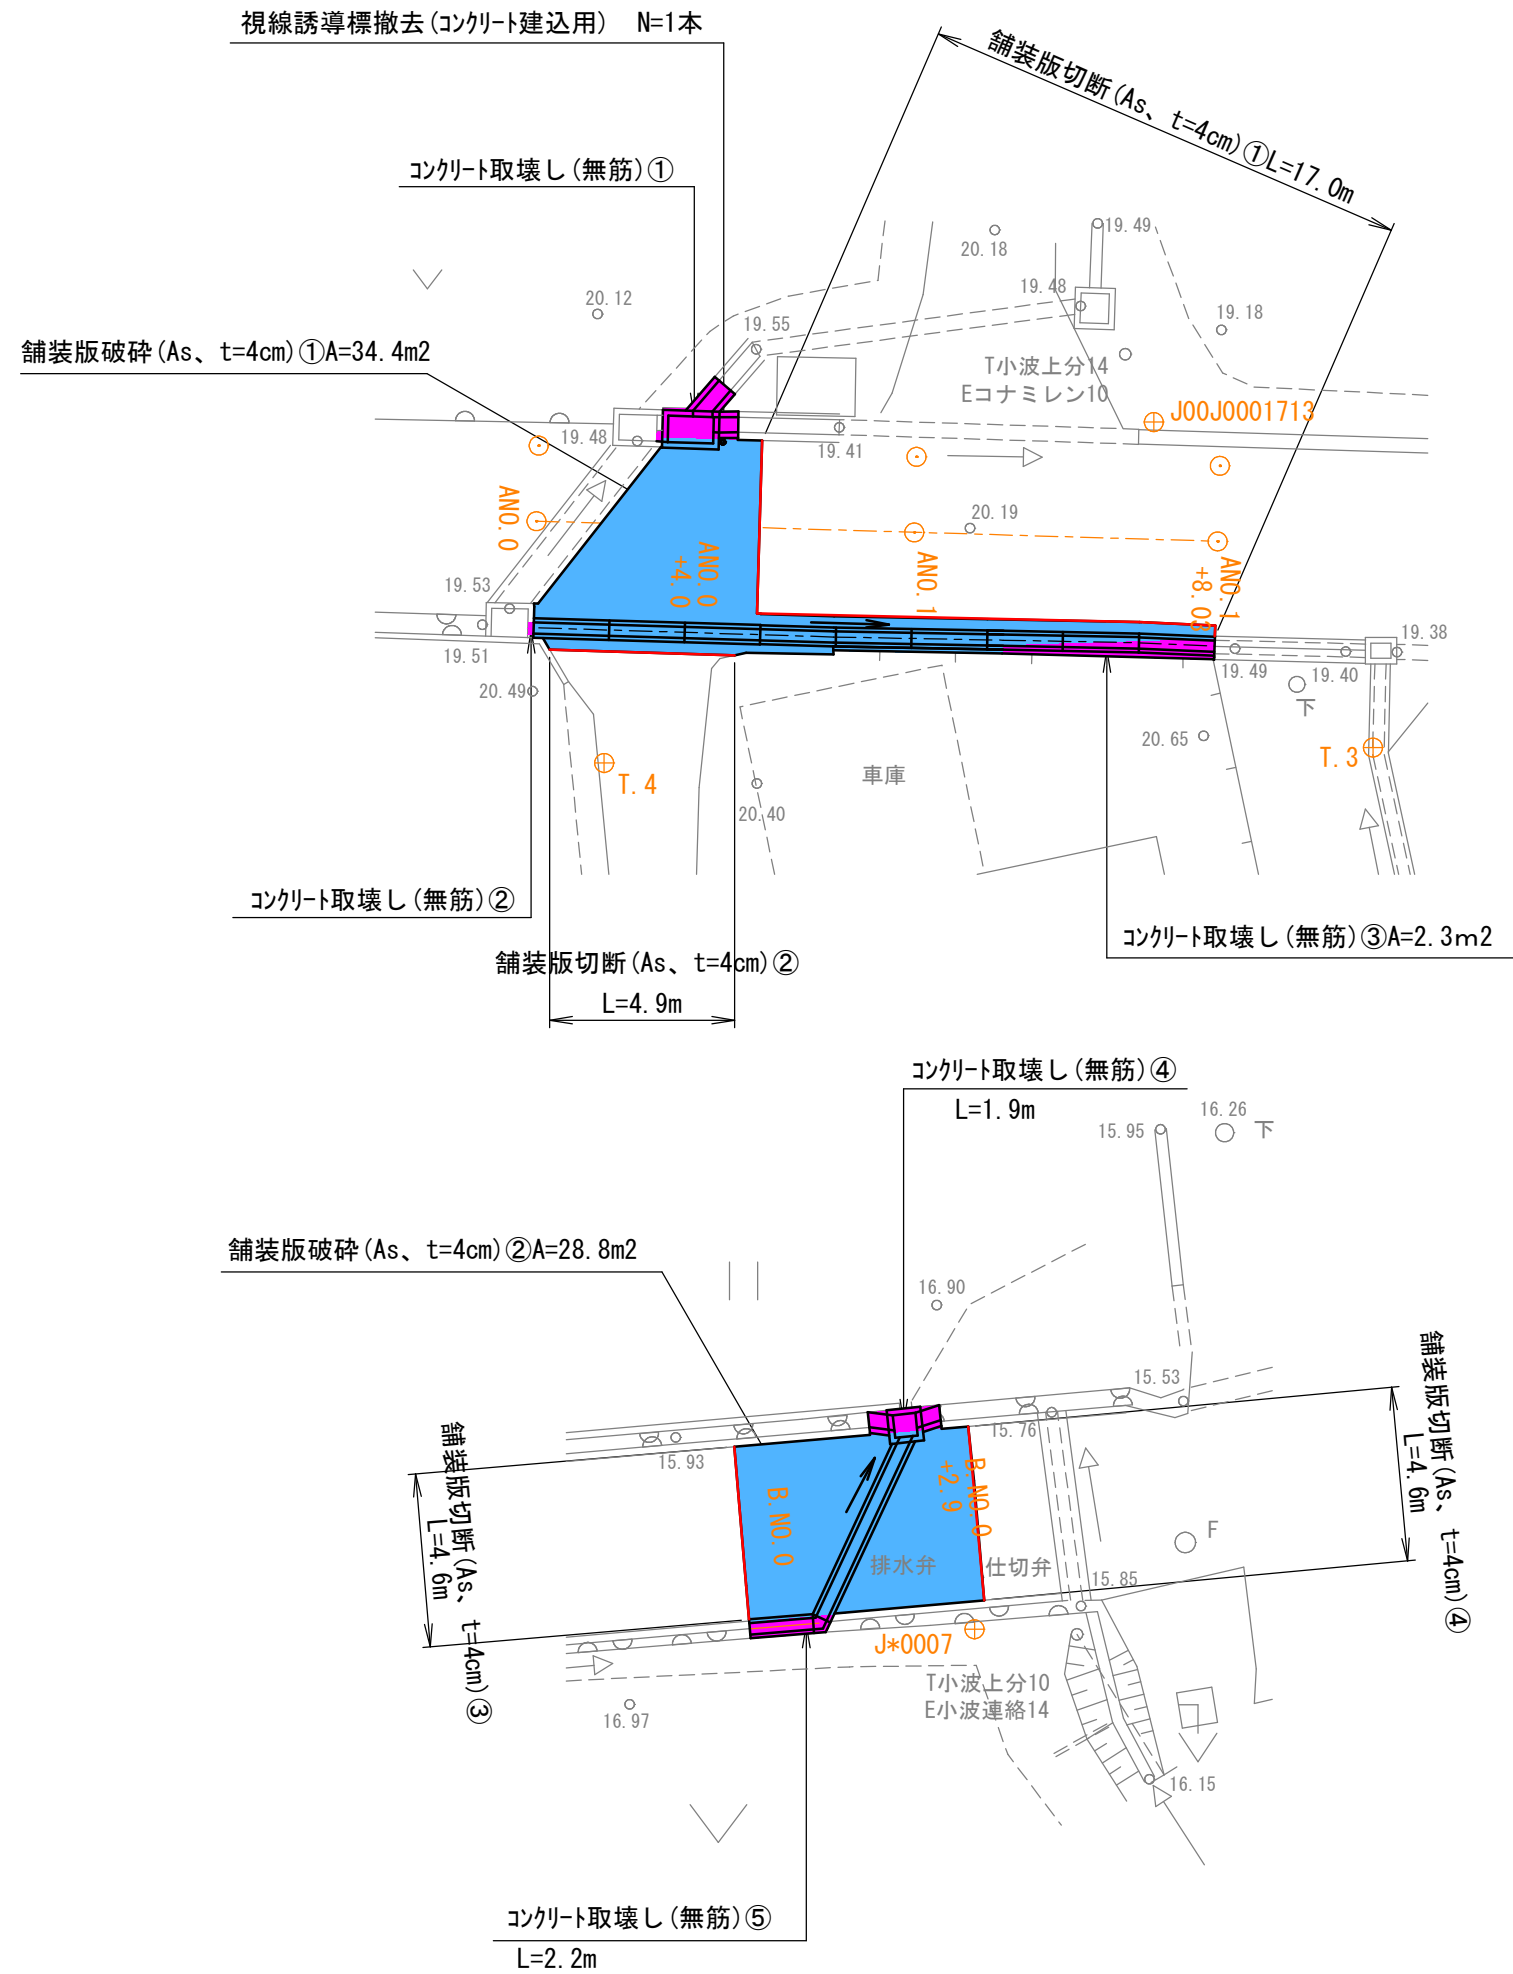 視線誘導標撤去(コンクリート建込用) N=1本
舗装版切断(As、t=4cm)①L=17.0m
コンクリート取壊し(無筋)①
20.18
19.49
19.48
20.12
19.18
19.55
舗装版破砕(As、t=4cm)①A=34.4m2
T小波上分14
Eコナミレン10
J00J0001713
19.48
19.41
ANO.0
20.19
ANO.0
+4.0
ANO.1
ANO.1
+8.03
19.53
19.51
19.38
19.49
19.40
下
20.49
20.65
T.3
T.4
車庫
20.40
コンクリート取壊し(無筋)②
コンクリート取壊し(無筋)③A=2.3m2
舗装版切断(As、t=4cm)②
L=4.9m
コンクリート取壊し(無筋)④
L=1.9m
16.26
15.95
下
舗装版破砕(As、t=4cm)②A=28.8m2
16.90
15.53
舗装版切断(As、t=4cm)④
L=4.6m
15.76
15.93
舗装版切断(As、t=4cm)③
L=4.6m
B.NO.0
B.NO.0
+2.9
F
排水弁
仕切弁
15.85
J*0007
T小波上分10
E小波連絡14
16.97
16.15
コンクリート取壊し(無筋)⑤
L=2.2m